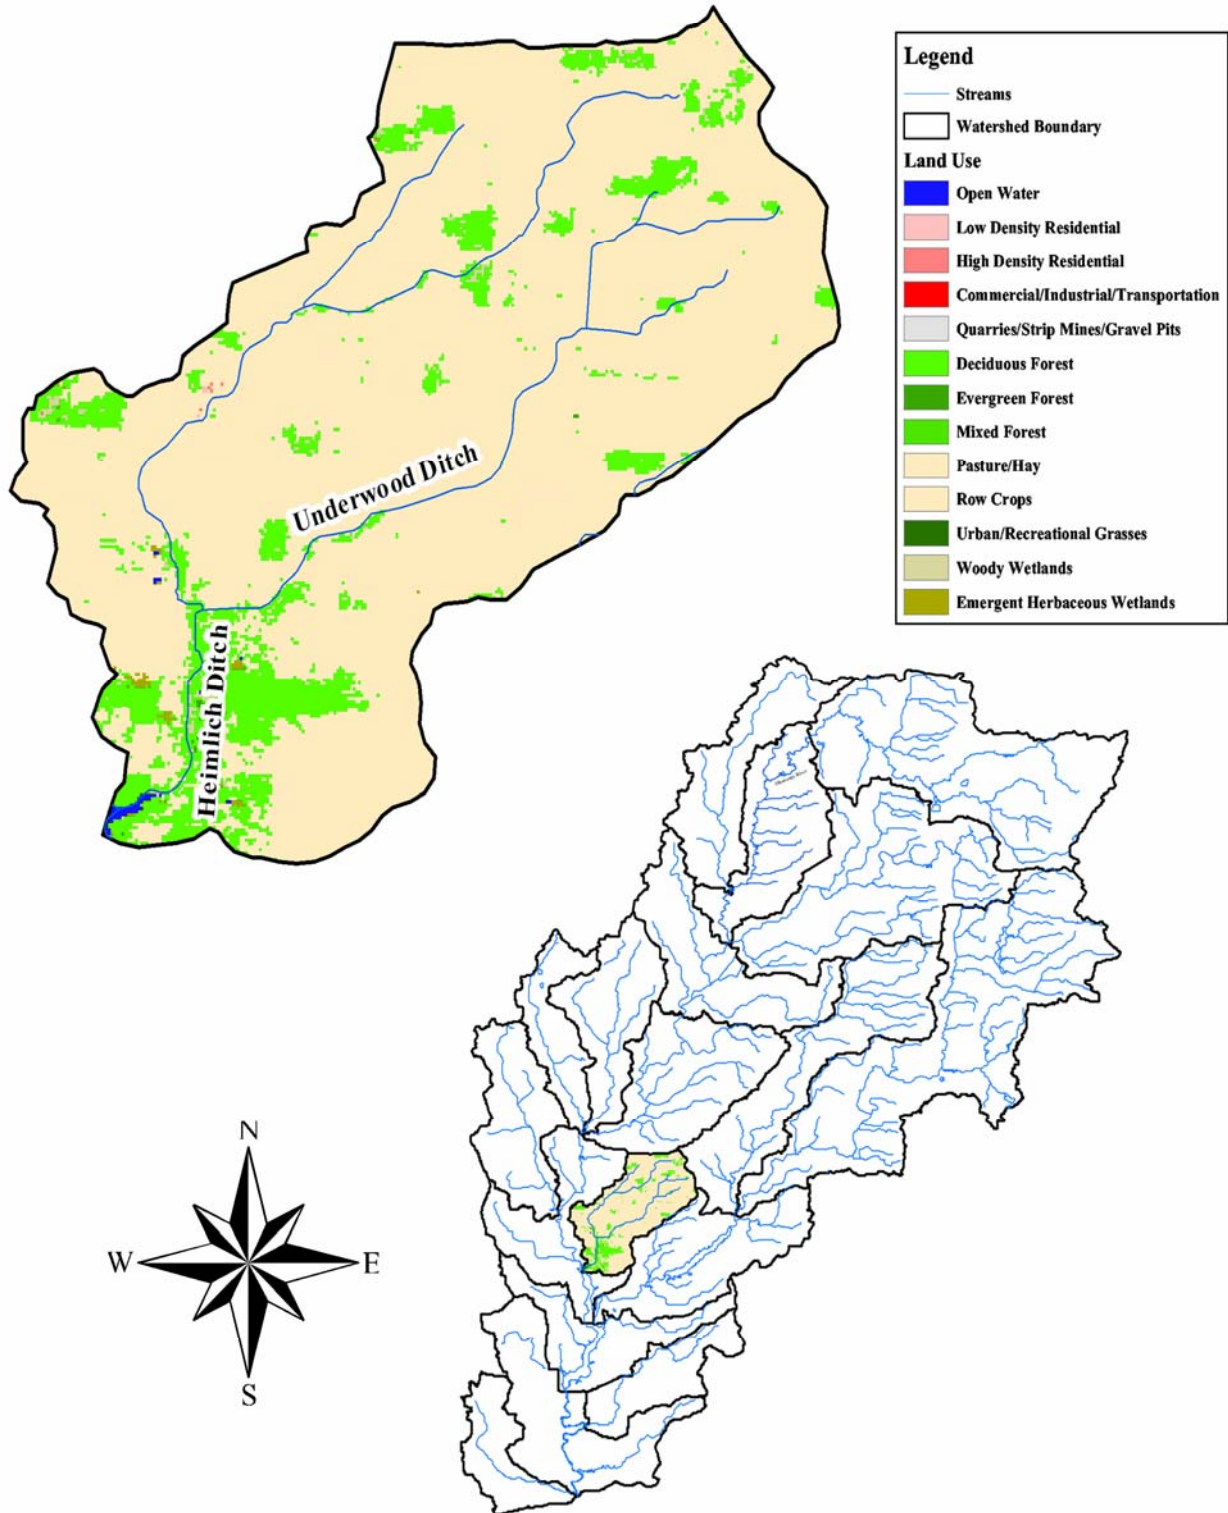 Legend
Streams
Watershed Boundary
Land Use
Open Water
Low Density Residential
High Density Residential
Commercial/Industrial/Transportation
Quarries/Strip Mines/Gravel Pits
Deciduous Forest
Evergreen Forest
Mixed Forest
Pasture/Hay
Row Crops
Urban/Recreational Grasses
Woody Wetlands
Emergent Herbaceous Wetlands
Underwood Ditch
Heimlich Ditch
N
W E
S